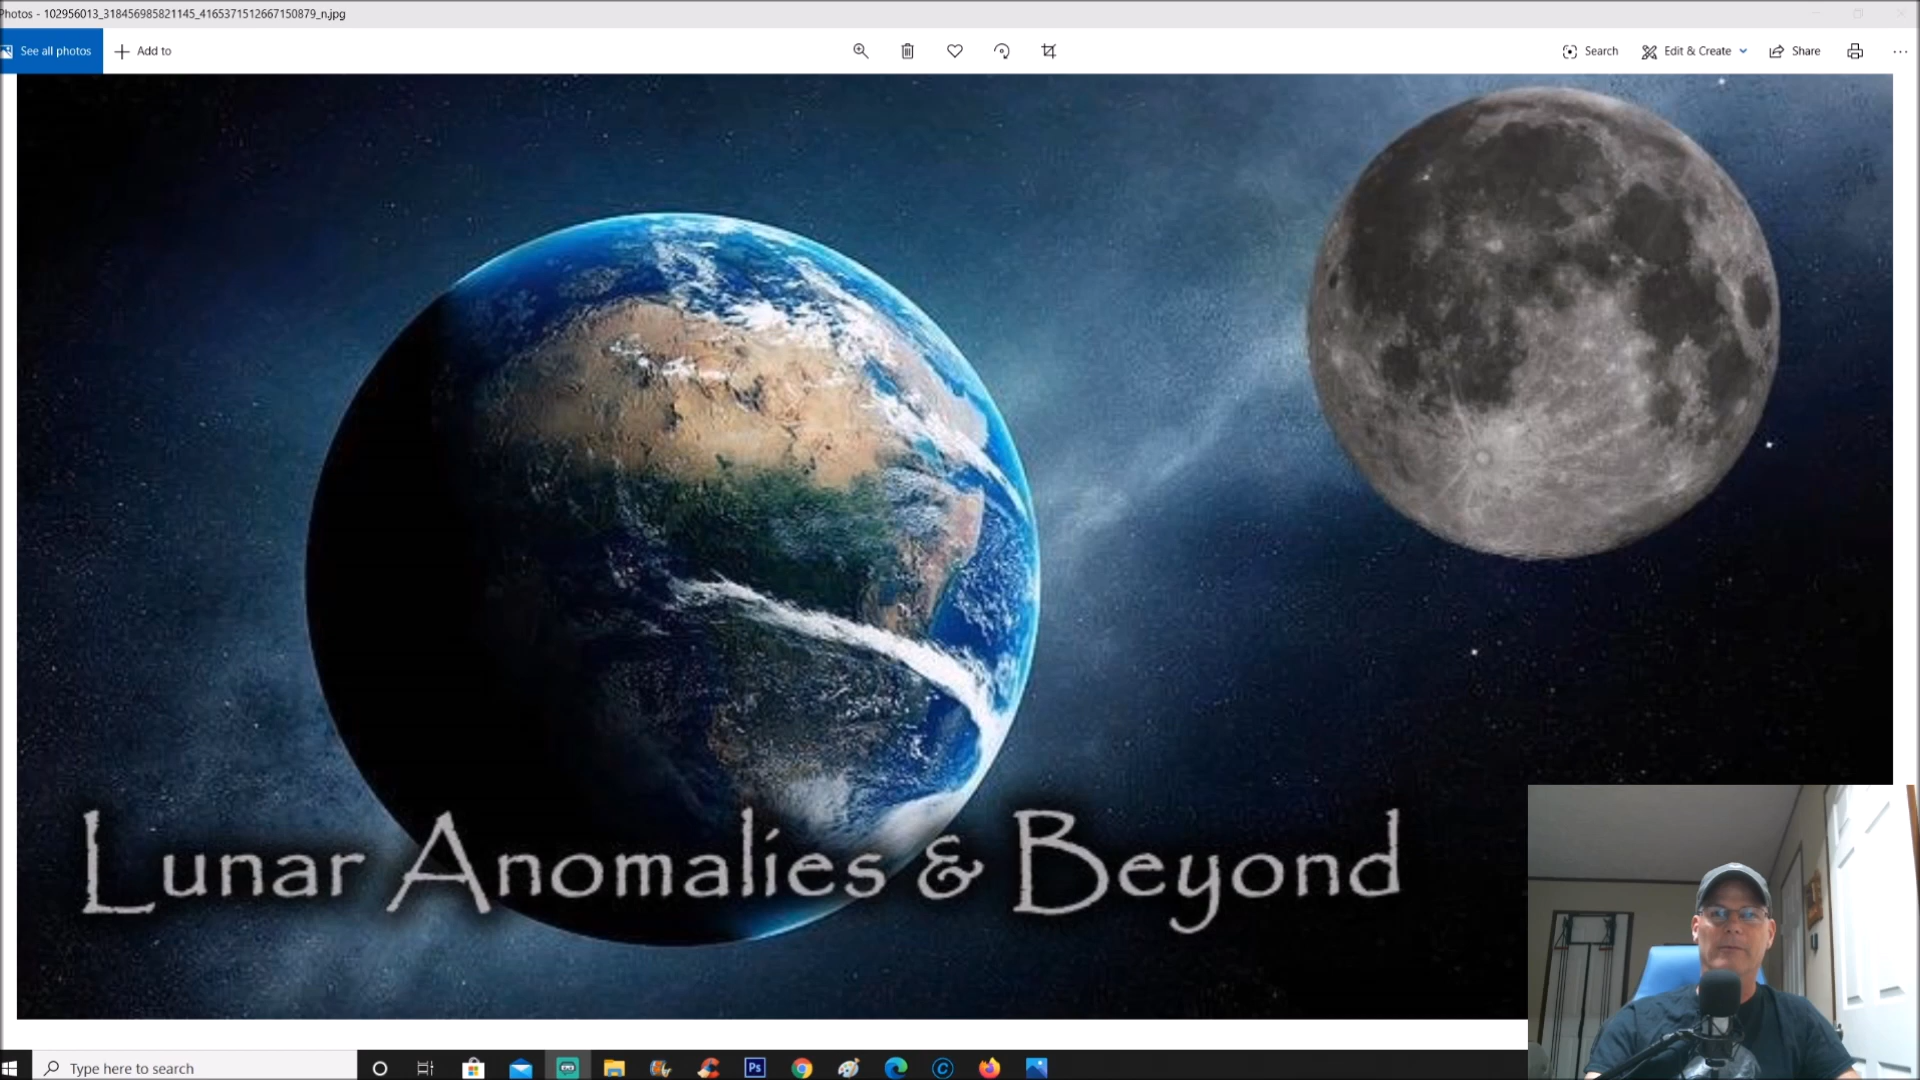 Photos - 102956013_318456985821145_4165371512667150879_n.jpg
See all photos
Add to
Search
Edit & Create
Share
Lunar Anomalies & Beyond
Type here to search
Ps